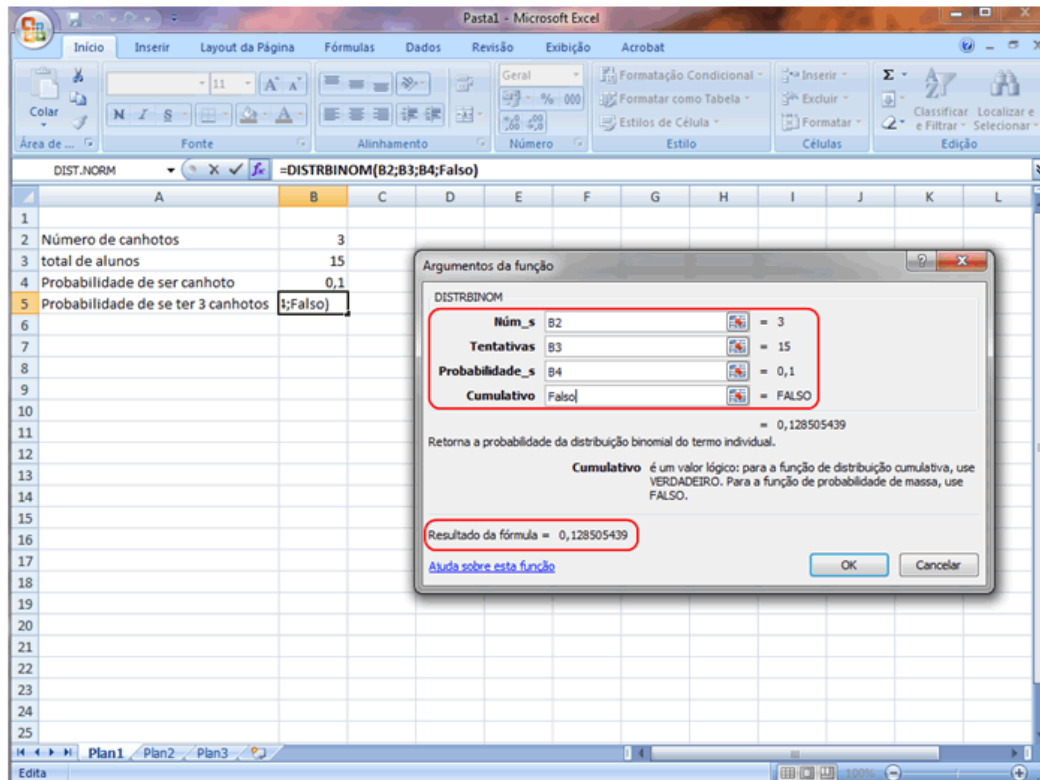 Pasta1 - Microsoft Excel
Início Inserir Layout da Página Fórmulas Dados Revisão Exibição Acrobat
Colar
11
A A
N I S
A
Geral
% 000
Formatação Condicional
Formatar como Tabela
Estilos de Célula
Inserir
Excluir
Formatar
Σ
Classificar e Filtrar
Localizar e Selecionar
Área de ... Fonte Alinhamento Número Estilo Células Edição
DIST.NORM fx =DISTRBINOM(B2;B3;B4;Falso)
A B C D E F G H I J K L
1
2 Número de canhotos 3
3 total de alunos 15
4 Probabilidade de ser canhoto 0,1
5 Probabilidade de se ter 3 canhotos ;Falso)
6
7
8
9
10
11
12
13
14
15
16
17
18
19
20
21
22
23
24
25
Argumentos da função
DISTRBINOM
Núm_s B2 = 3
Tentativas B3 = 15
Probabilidade_s B4 = 0,1
Cumulativo Falso = FALSO
= 0,128505439
Retorna a probabilidade da distribuição binomial do termo individual.
Cumulativo é um valor lógico: para a função de distribuição cumulativa, use
VERDADEIRO. Para a função de probabilidade de massa, use
FALSO.
Resultado da fórmula = 0,128505439
Ajuda sobre esta função
OK Cancelar
Plan1 Plan2 Plan3
Edita 100%